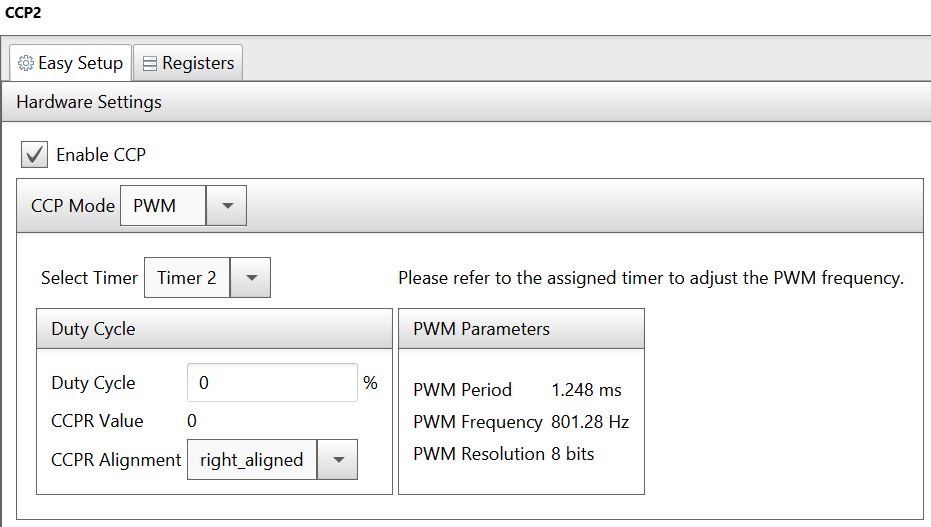 CCP2
Easy Setup Registers
Hardware Settings
Enable CCP
CCP Mode PWM
Select Timer Timer 2 Please refer to the assigned timer to adjust the PWM frequency.
Duty Cycle
Duty Cycle 0 %
CCPR Value 0
CCPR Alignment right_aligned
PWM Parameters
PWM Period 1.248 ms
PWM Frequency 801.28 Hz
PWM Resolution 8 bits